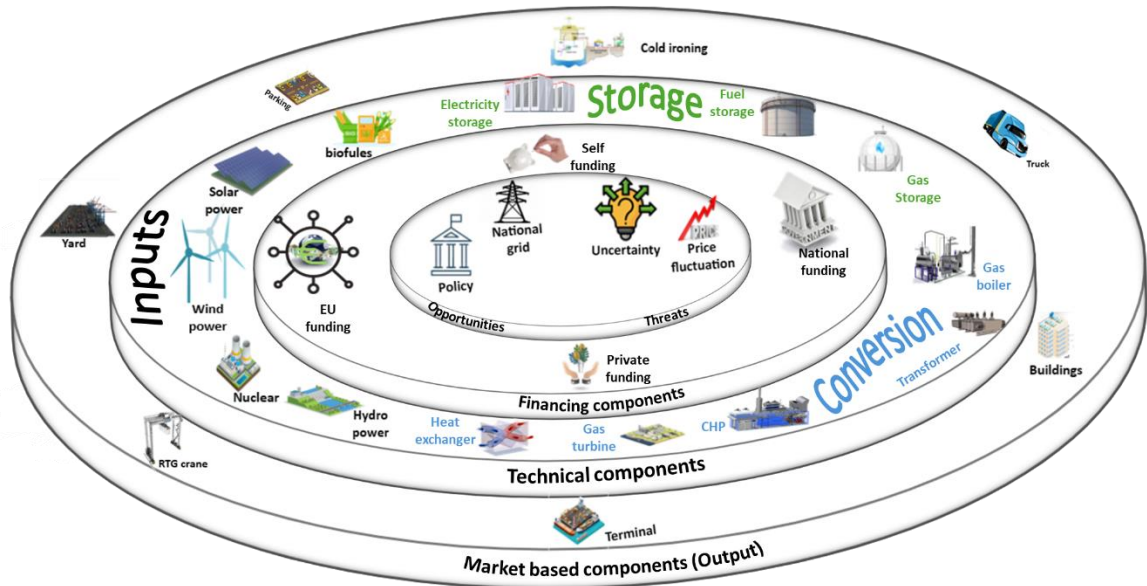 Cold ironing
Parking
Electricity
storage
Storage
Fuel
storage
Truck
biofules
Self
funding
Solar
power
Gas
Storage
Yard
Inputs
National
grid
Uncertainty
PRICE
Price
fluctuation
GOVERNMENT
National
funding
Policy
Wind
power
EU
funding
Gas
boiler
Opportunities
Threats
Conversion
Transformer
Buildings
Nuclear
Private
funding
Hydro
power
Financing components
Heat
exchanger
Gas
turbine
CHP
RTG crane
Technical components
Terminal
Market based components (Output)